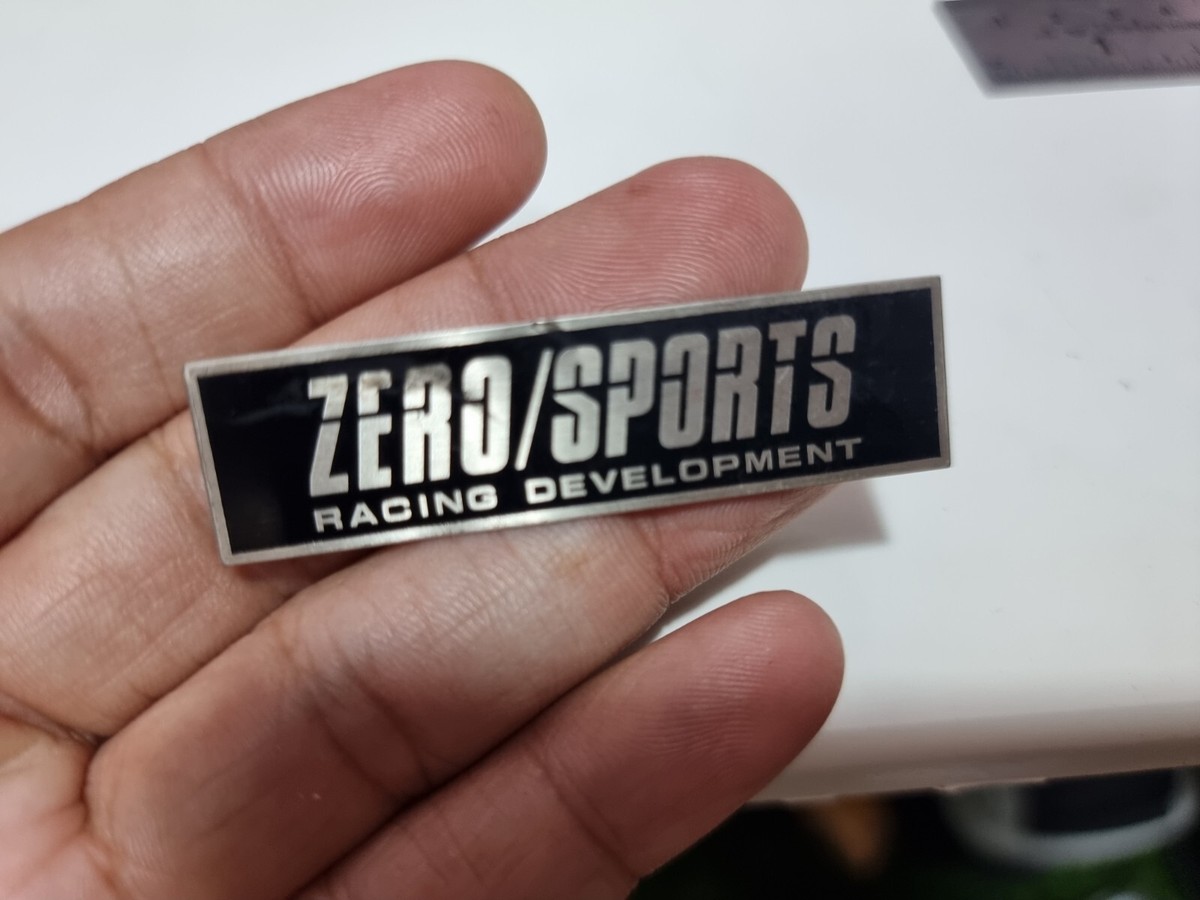 ZERO/SPORTS
RACING DEVELOPMENT